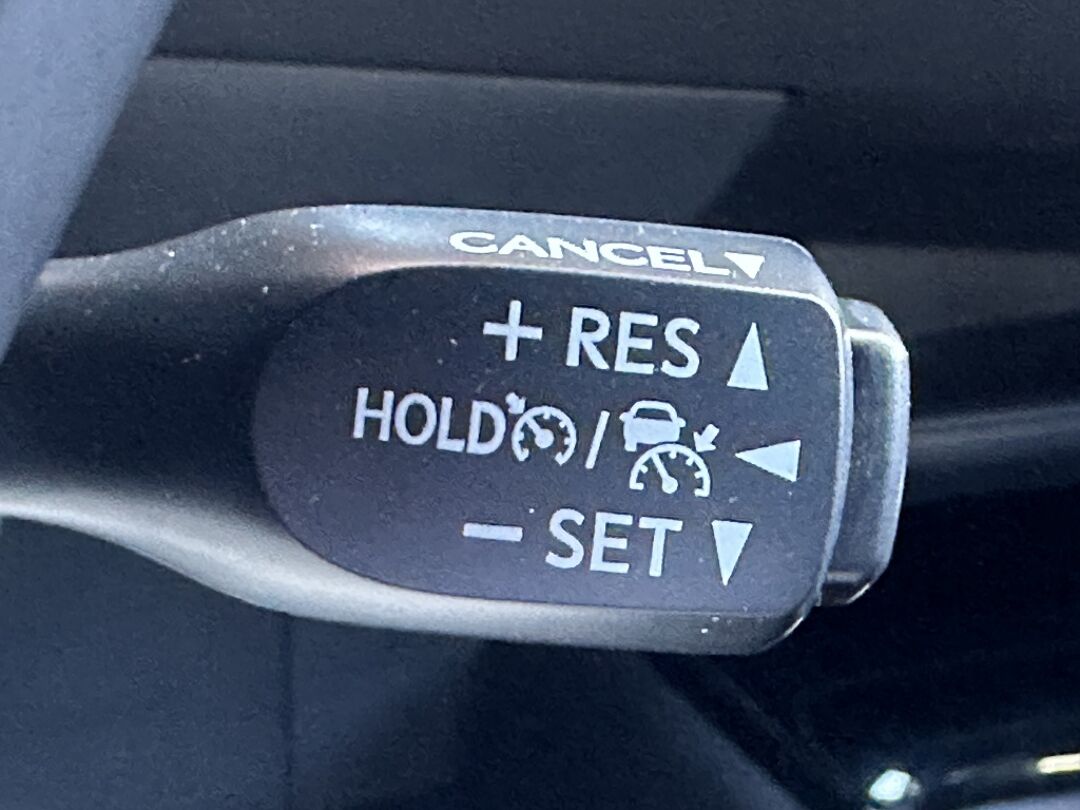 CANCEL▼
+ RES ▲
HOLD / ◀
− SET ▼